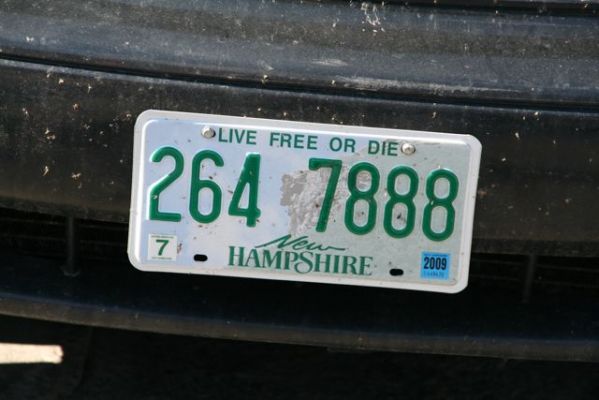 LIVE FREE OR DIE
264 7888
7
New
2009
HAMPSHIRE